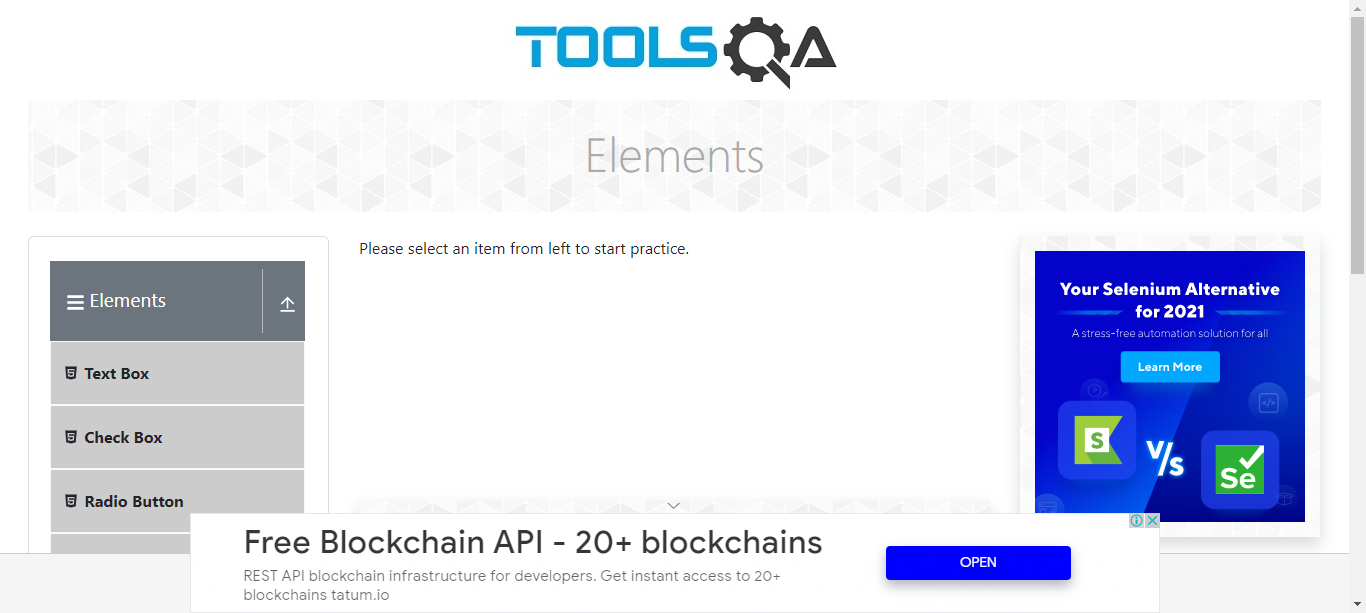 TOOLSQA
Elements
Elements
Text Box
Check Box
Radio Button
Please select an item from left to start practice.
Your Selenium Alternative
for 2021
A stress-free automation solution for all
Learn More
S
V/s
Se
</>
Free Blockchain API - 20+ blockchains
REST API blockchain infrastructure for developers. Get instant access to 20+
blockchains tatum.io
OPEN